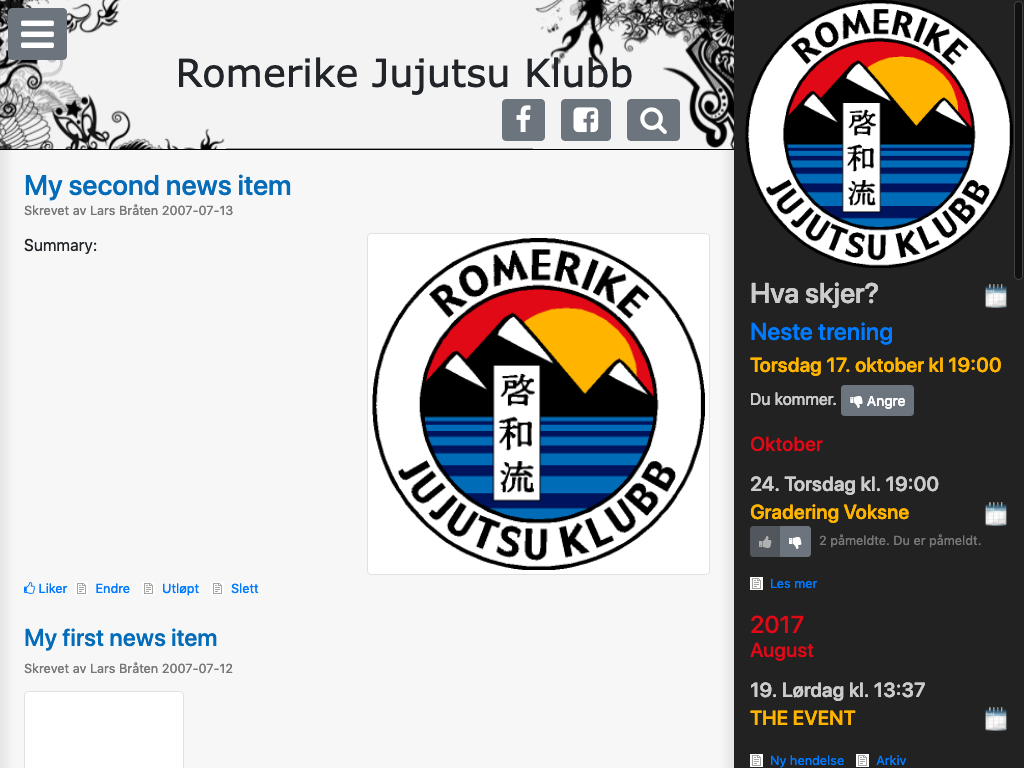 Romerike Jujutsu Klubb
My second news item
Skrevet av Lars Bråten 2007-07-13
Summary:
ROMERIKE
啓
和
流
JUJUTSU KLUBB
Liker Endre Utløpt Slett
My first news item
Skrevet av Lars Bråten 2007-07-12
ROMERIKE
啓
和
流
JUJUTSU KLUBB
Hva skjer?
Neste trening
Torsdag 17. oktober kl 19:00
Du kommer. Angre
Oktober
24. Torsdag kl. 19:00
Gradering Voksne
2 påmeldte. Du er påmeldt.
Les mer
2017
August
19. Lørdag kl. 13:37
THE EVENT
Ny hendelse Arkiv